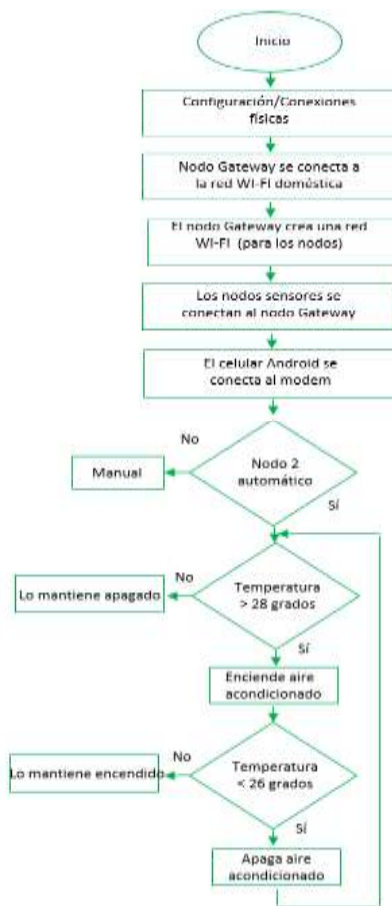 Inicio
Configuración/Conexiones
físicas
Nodo Gateway se conecta a
la red WI-FI doméstica
El nodo Gateway crea una red
WI-FI (para los nodos)
Los nodos sensores se
conectan al nodo Gateway
El celular Android se
conecta al modem
No
Manual
Nodo 2
automático
Sí
No
Lo mantiene apagado
Temperatura
> 28 grados
Sí
Enciende aire
acondicionado
No
Lo mantiene encendido
Temperatura
< 26 grados
Sí
Apaga aire
acondicionado